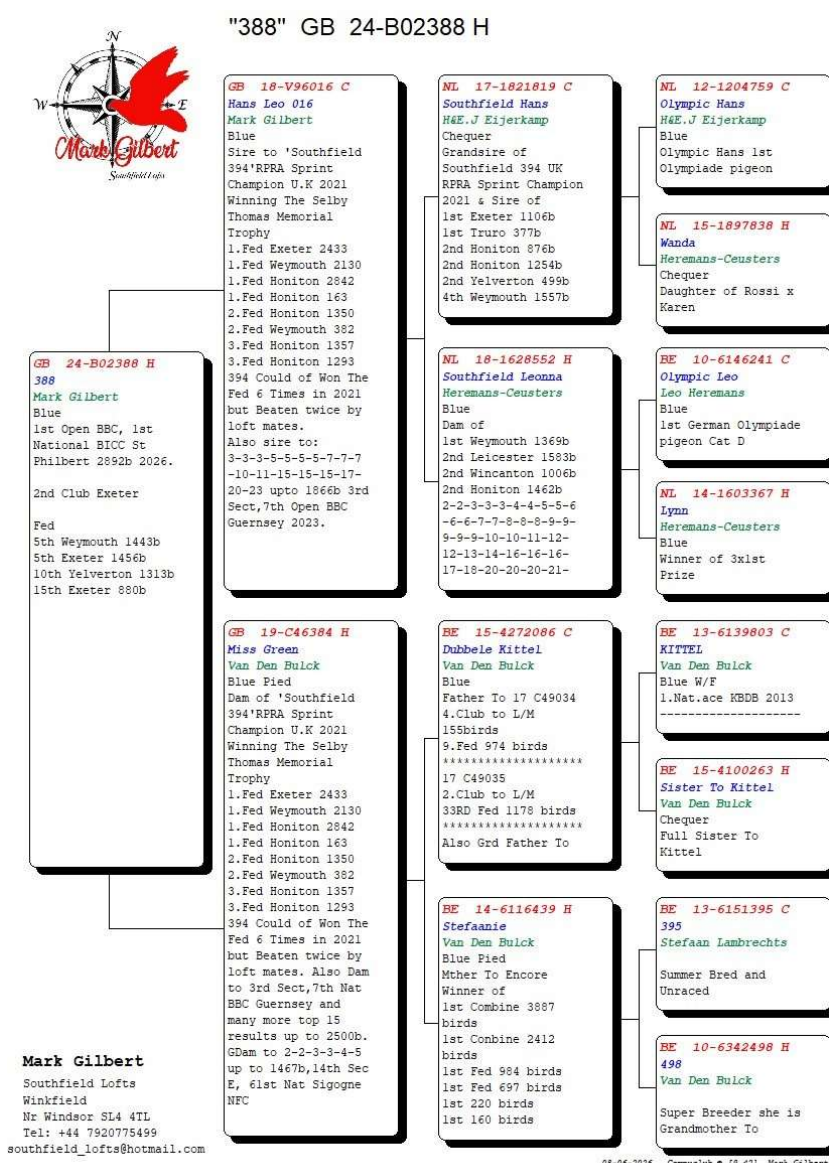 "388" GB 24-B02388 H
N
W
E
Mark Gilbert
Southfield Lofts
GB 24-B02388 H
388
Mark Gilbert
Blue
1st Open BBC, 1st
National BICC St
Philbert 2892b 2026.
2nd Club Exeter
Fed
5th Weymouth 1443b
5th Exeter 1456b
10th Yelverton 1313b
15th Exeter 880b
GB 18-V96016 C
Hans Leo 016
Mark Gilbert
Blue
Sire to 'Southfield
394'RPRA Sprint
Champion U.K 2021
Winning The Selby
Thomas Memorial
Trophy
1.Fed Exeter 2433
1.Fed Weymouth 2130
1.Fed Honiton 2842
1.Fed Honiton 163
2.Fed Honiton 1350
2.Fed Weymouth 382
3.Fed Honiton 1357
3.Fed Honiton 1293
394 Could of Won The
Fed 6 Times in 2021
but Beaten twice by
loft mates.
Also sire to:
3-3-3-5-5-5-5-7-7-7
-10-11-15-15-15-17-
20-23 upto 1866b 3rd
Sect,7th Open BBC
Guernsey 2023.
GB 19-C46384 H
Miss Green
Van Den Bulck
Blue Pied
Dam of 'Southfield
394'RPRA Sprint
Champion U.K 2021
Winning The Selby
Thomas Memorial
Trophy
1.Fed Exeter 2433
1.Fed Weymouth 2130
1.Fed Honiton 2842
1.Fed Honiton 163
2.Fed Honiton 1350
2.Fed Weymouth 382
3.Fed Honiton 1357
3.Fed Honiton 1293
394 Could of Won The
Fed 6 Times in 2021
but Beaten twice by
loft mates. Also Dam
to 3rd Sect,7th Nat
BBC Guernsey and
many more top 15
results up to 2500b.
GDam to 2-2-3-3-4-5
up to 1467b,14th Sec
E, 61st Nat Sigogne
NFC
NL 17-1821819 C
Southfield Hans
H&E.J Eijerkamp
Chequer
Grandsire of
Southfield 394 UK
RPRA Sprint Champion
2021 & Sire of
1st Exeter 1106b
1st Truro 377b
2nd Honiton 876b
2nd Honiton 1254b
2nd Yelverton 499b
4th Weymouth 1557b
NL 18-1628552 H
Southfield Leonna
Heremans-Ceusters
Blue
Dam of
1st Weymouth 1369b
2nd Leicester 1583b
2nd Wincanton 1006b
2nd Honiton 1462b
2-2-3-3-3-4-4-5-5-6
-6-6-7-7-8-8-8-9-9-
9-9-9-10-10-11-12-
12-13-14-16-16-16-
17-18-20-20-20-21-
BE 15-4272086 C
Dubbele Kittel
Van Den Bulck
Blue
Father To 17 C49034
4.Club to L/M
155birds
9.Fed 974 birds
********************
17 C49035
2.Club to L/M
33RD Fed 1178 birds
********************
Also Grd Father To
BE 14-6116439 H
Stefaanie
Van Den Bulck
Blue Pied
Mther To Encore
Winner of
1st Combine 3887
birds
1st Conbine 2412
birds
1st Fed 984 birds
1st Fed 697 birds
1st 220 birds
1st 160 birds
NL 12-1204759 C
Olympic Hans
H&E.J Eijerkamp
Blue
Olympic Hans 1st
Olympiade pigeon
NL 15-1897838 H
Wanda
Heremans-Ceusters
Chequer
Daughter of Rossi x
Karen
BE 10-6146241 C
Olympic Leo
Leo Heremans
Blue
1st German Olympiade
pigeon Cat D
NL 14-1603367 H
Lynn
Heremans-Ceusters
Blue
Winner of 3x1st
Prize
BE 13-6139803 C
KITTEL
Van Den Bulck
Blue W/F
1.Nat.ace KBDB 2013
--------------------
BE 15-4100263 H
Sister To Kittel
Van Den Bulck
Chequer
Full Sister To
Kittel
BE 13-6151395 C
395
Stefaan Lambrechts
Summer Bred and
Unraced
BE 10-6342498 H
498
Van Den Bulck
Super Breeder she is
Grandmother To
Mark Gilbert
Southfield Lofts
Winkfield
Nr Windsor SL4 4TL
Tel: +44 7920775499
southfield_lofts@hotmail.com